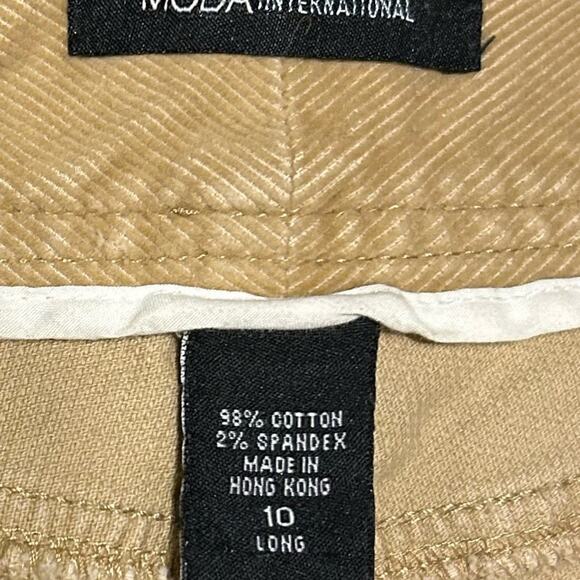 MODA INTERNATIONAL
98% COTTON
2% SPANDEX
MADE IN
HONG KONG
10
LONG